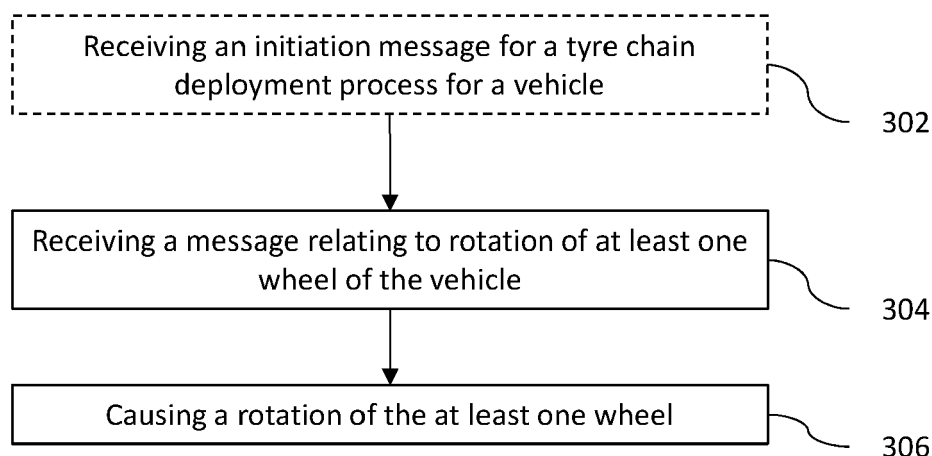 Receiving an initiation message for a tyre chain
deployment process for a vehicle
302
Receiving a message relating to rotation of at least one
wheel of the vehicle
304
Causing a rotation of the at least one wheel
306